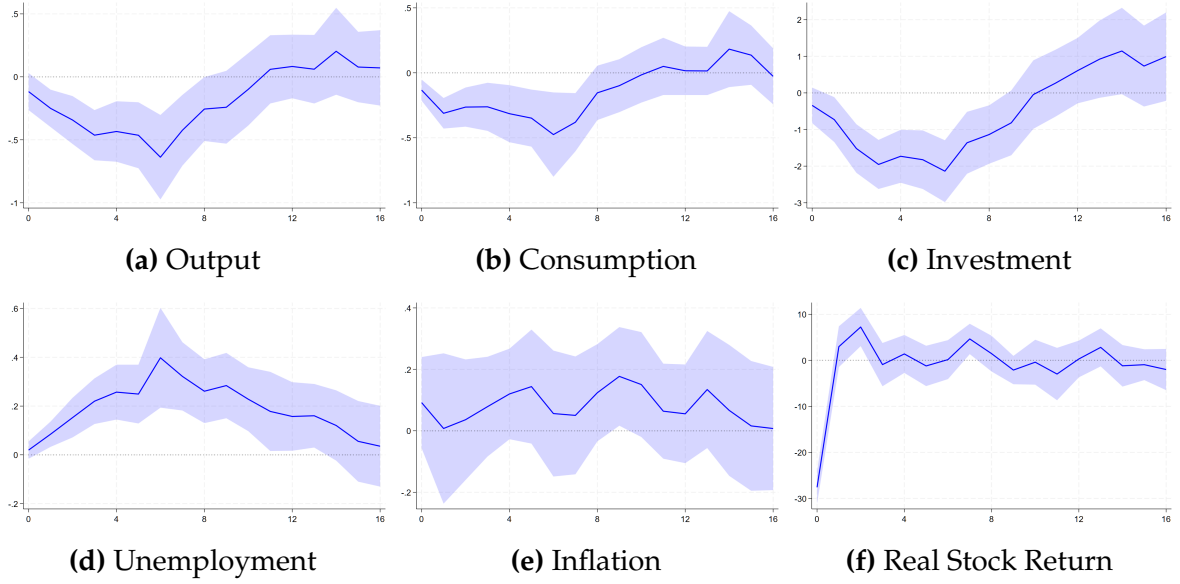 .5
0
-.5
-1
0 4 8 12 16
(a) Output
.5
0
-.5
-1
0 4 8 12 16
(b) Consumption
2
1
0
-1
-2
-3
0 4 8 12 16
(c) Investment
.6
.4
.2
0
-.2
0 4 8 12 16
(d) Unemployment
.4
.2
0
-.2
0 4 8 12 16
(e) Inflation
10
0
-10
-20
-30
0 4 8 12 16
(f) Real Stock Return